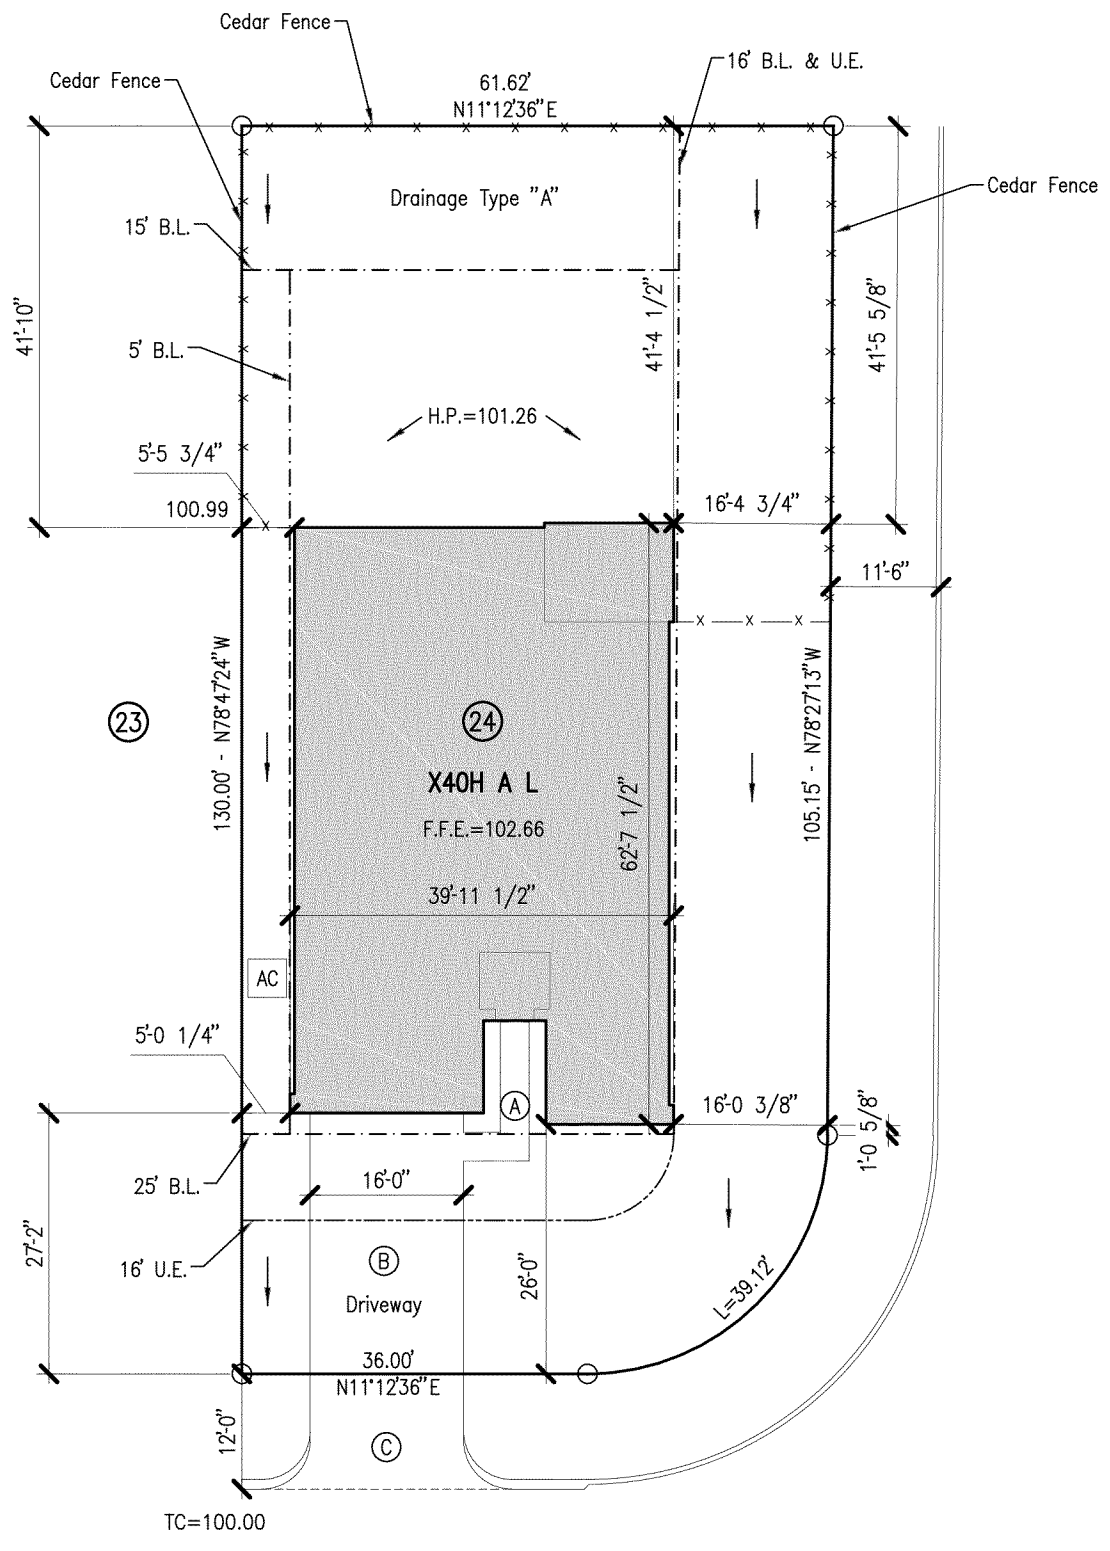 Cedar Fence
16' B.L. & U.E.
Cedar Fence
61.62'
N11°12'36"E
Cedar Fence
Drainage Type "A"
15' B.L.
41'-10"
41'-4 1/2"
41'-5 5/8"
5' B.L.
H.P.=101.26
5'-5 3/4"
100.99
16'-4 3/4"
11'-6"
130.00' - N78°47'24"W
105.15' - N78°27'13"W
23
24
X40H A L
F.F.E.=102.66
62'-7 1/2"
39'-11 1/2"
AC
5'-0 1/4"
A
16'-0 3/8"
1'-0 5/8"
25' B.L.
16'-0"
27'-2"
16' U.E.
B
26'-0"
Driveway
L=39.12'
36.00'
N11°12'36"E
12'-0"
C
TC=100.00